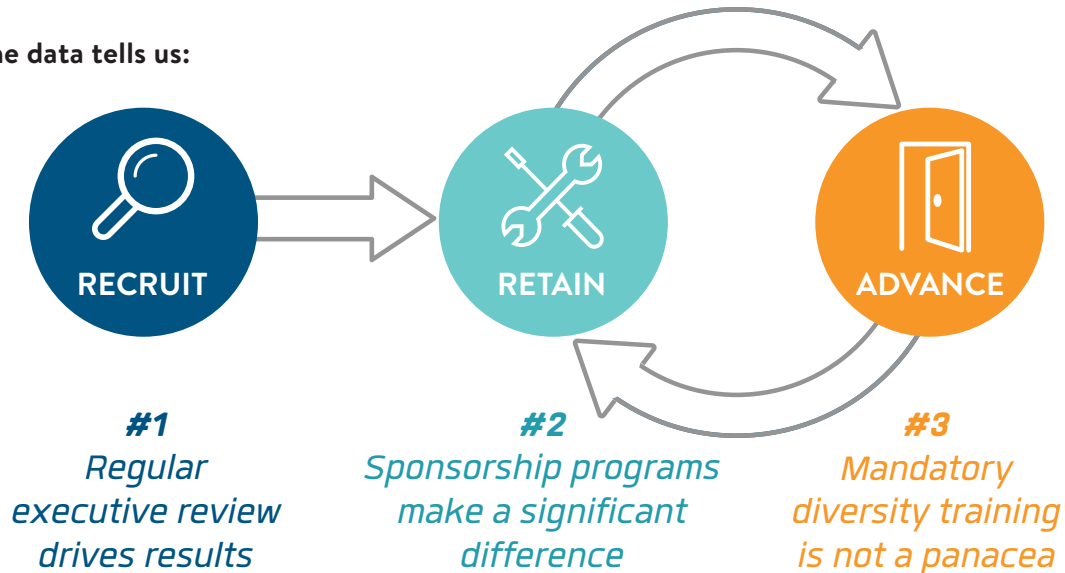 e data tells us:
RECRUIT
RETAIN
ADVANCE
#1
Regular
executive review
drives results
#2
Sponsorship programs
make a significant
difference
#3
Mandatory
diversity training
is not a panacea